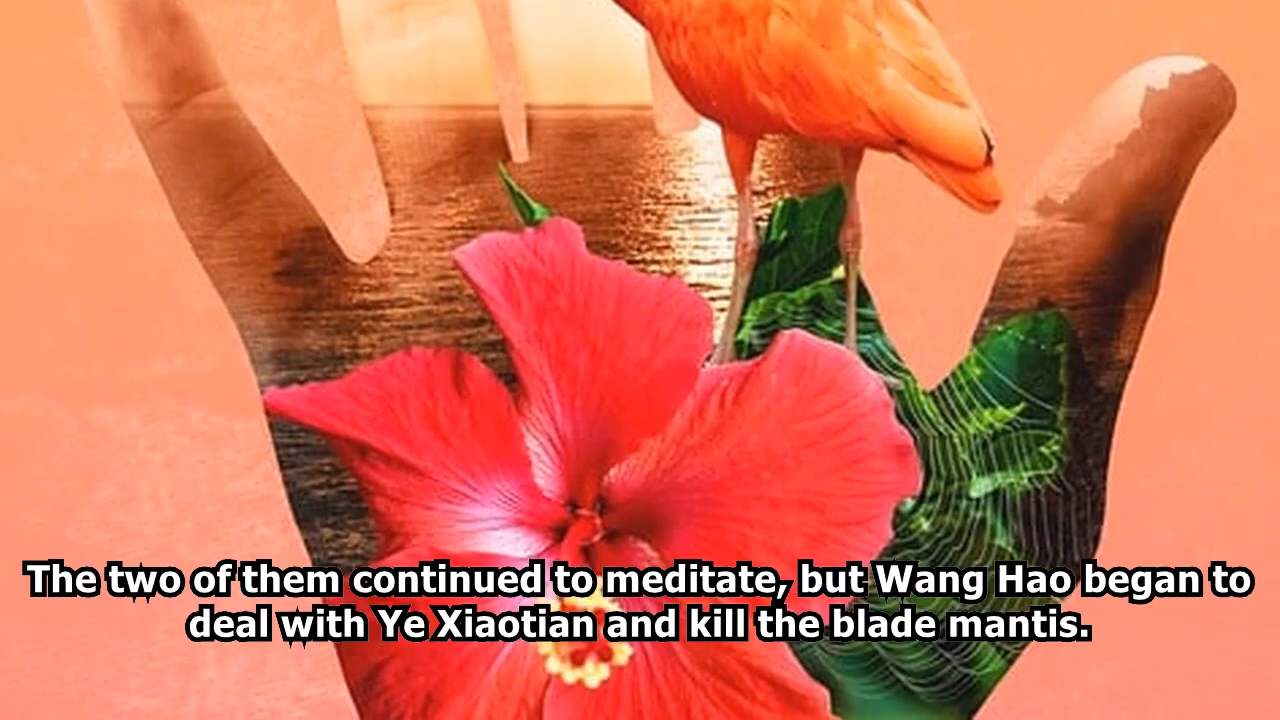 The two of them continued to meditate, but Wang Hao began to
deal with Ye Xiaotian and kill the blade mantis.